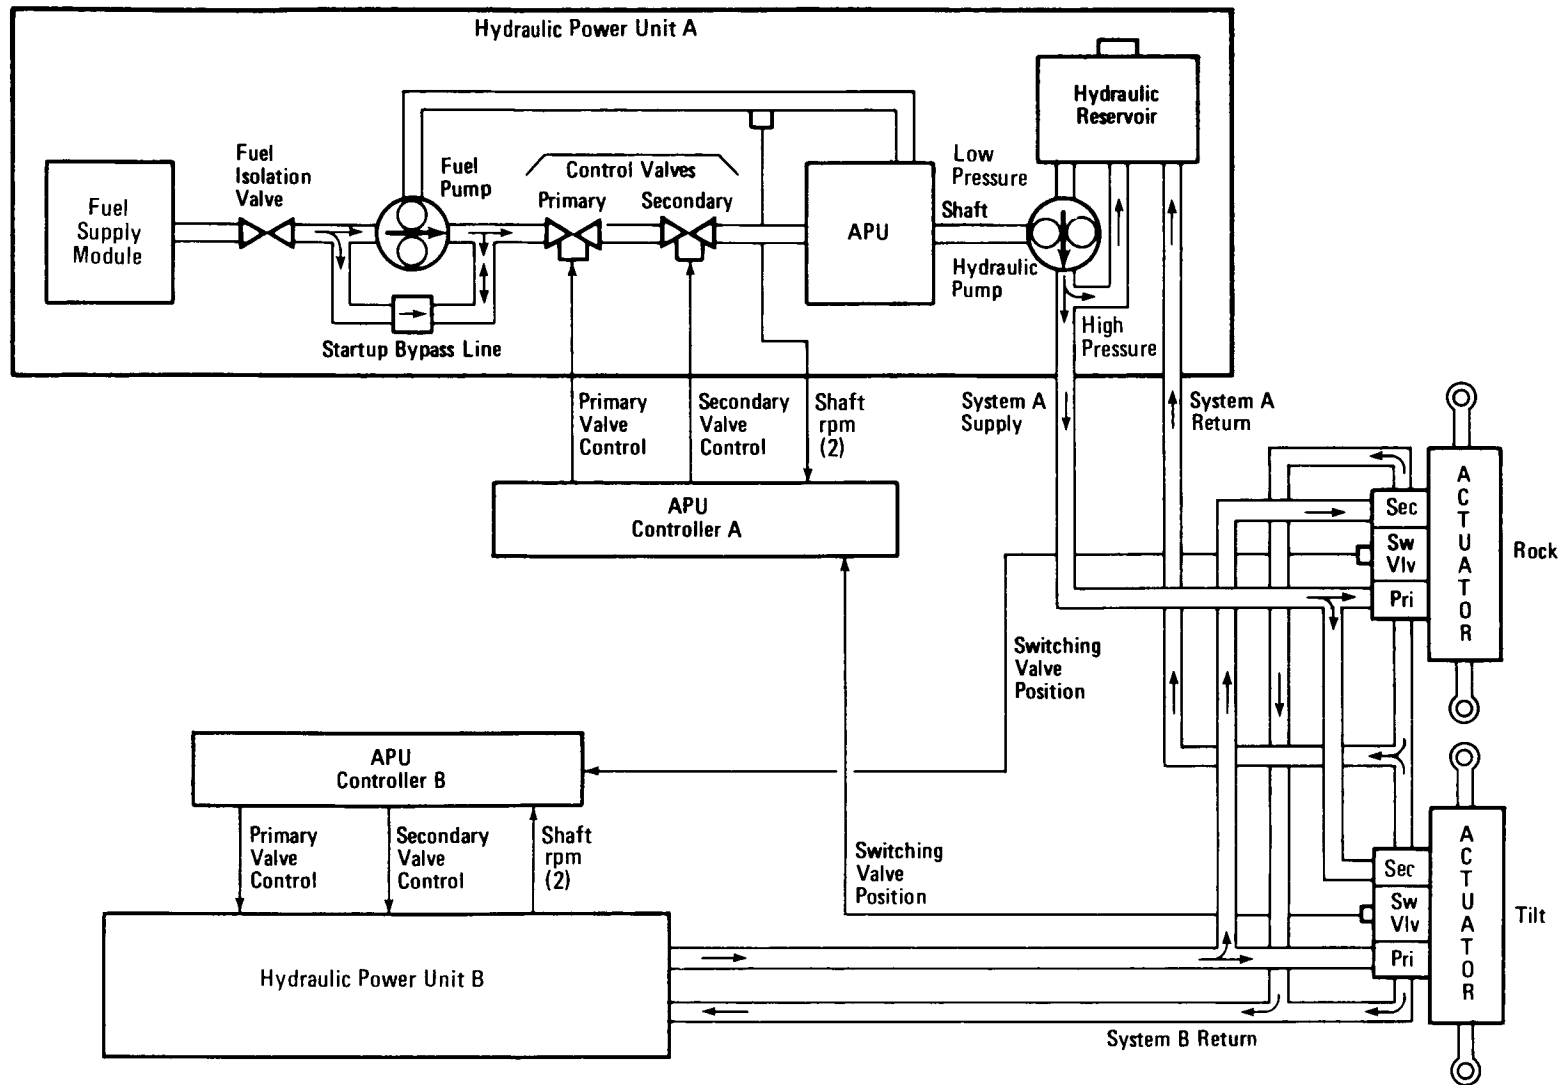 Hydraulic Power Unit A
Hydraulic
Reservoir
Fuel
Isolation
Valve
Fuel
Pump
Control Valves
Primary
Secondary
Low
Pressure
Fuel
Supply
Module
APU
Shaft
Hydraulic
Pump
High
Pressure
Startup Bypass Line
Primary
Valve
Control
Secondary
Valve
Control
Shaft
rpm
(2)
System A
Supply
System A
Return
APU
Controller A
Sec
Sw
Vlv
Pri
ACTUATOR
Rock
Switching
Valve
Position
APU
Controller B
Primary
Valve
Control
Secondary
Valve
Control
Shaft
rpm
(2)
Switching
Valve
Position
Sec
Sw
Vlv
Pri
ACTUATOR
Tilt
Hydraulic Power Unit B
System B Return